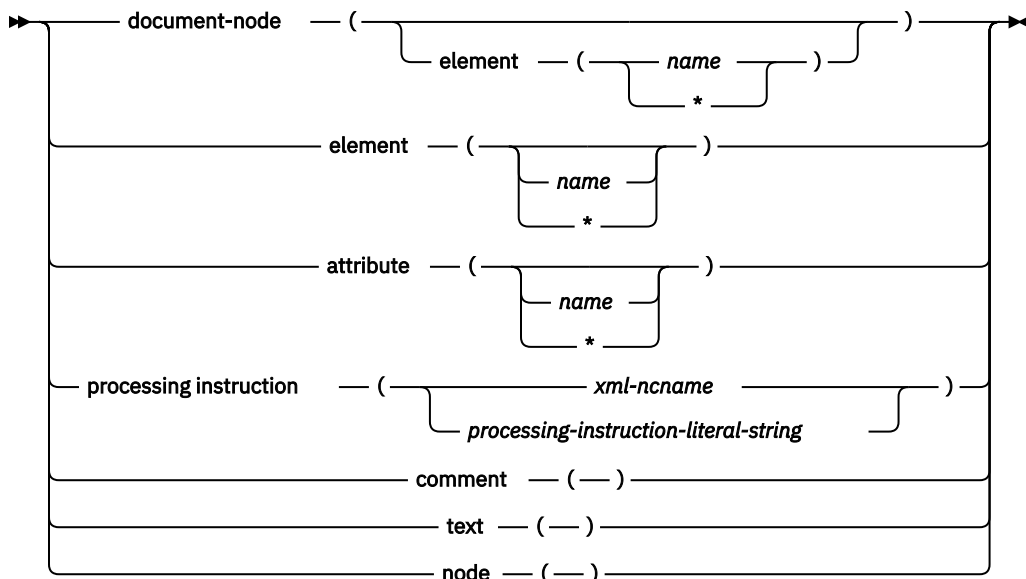 document-node ( )
element ( name )
*
element ( )
name
*
attribute ( )
name
*
processing instruction ( xml-ncname )
processing-instruction-literal-string
comment ( )
text ( )
node ( )